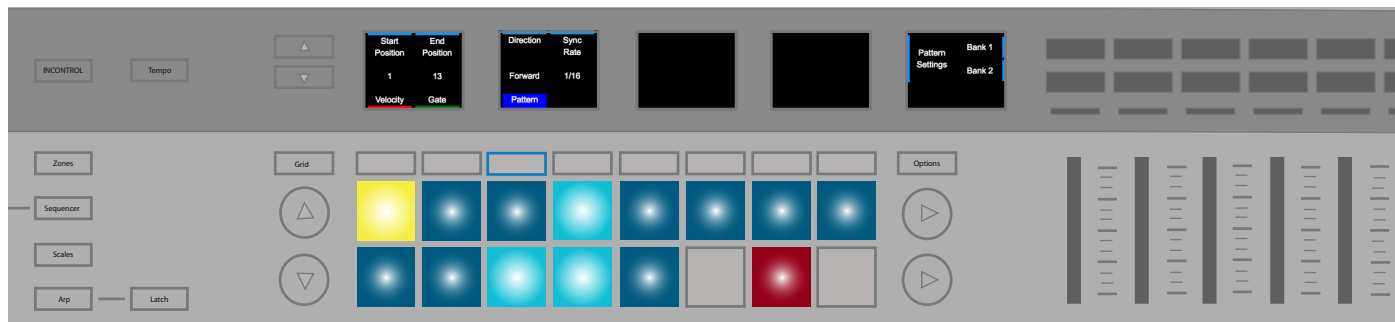 INCONTROL
Tempo
Start Position
End Position
1
13
Velocity
Gate
Direction
Sync Rate
Forward
1/16
Pattern
Pattern Settings
Bank 1
Bank 2
Zones
Grid
Options
Sequencer
Scales
Arp
Latch